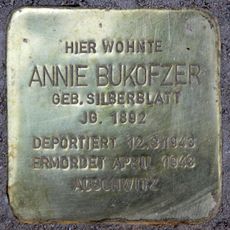 HIER WOHNTE
ANNIE BUKOFZER
GEB. SILBERBLATT
JG. 1892
DEPORTIERT 12.3.1943
ERMORDET APRIL 1943
AUSCHWITZ